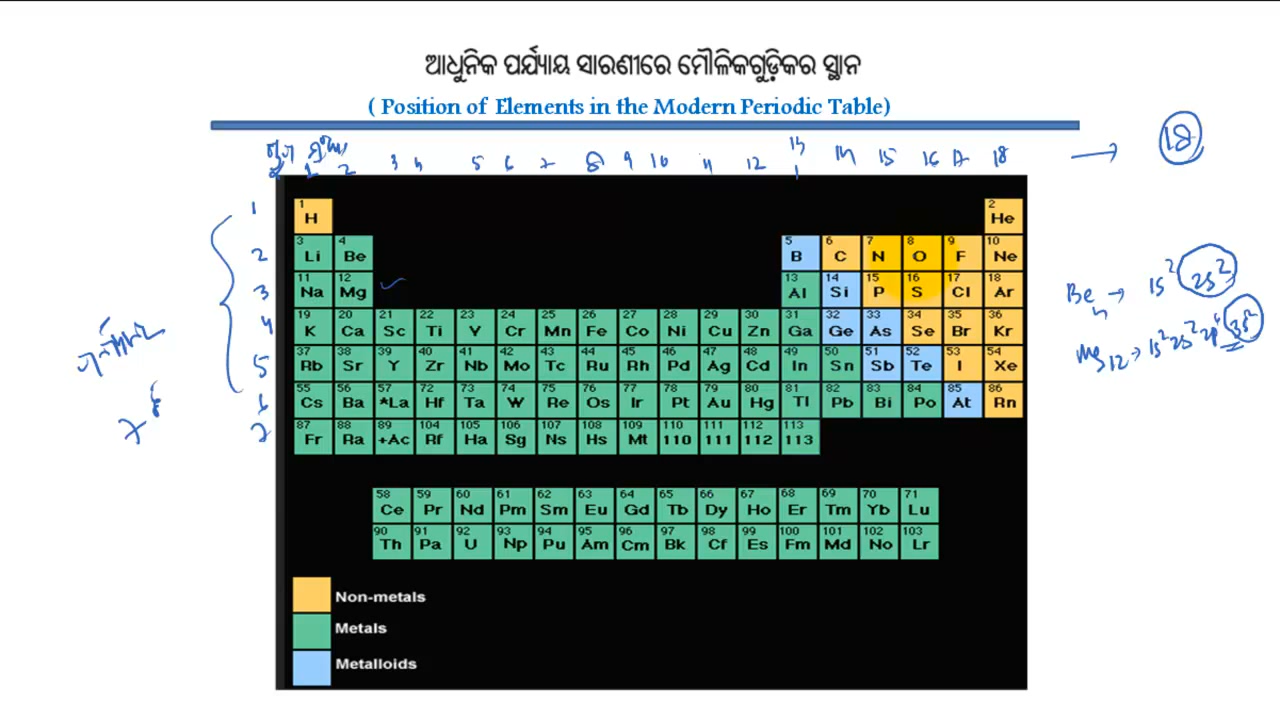 ଆଧୁନିକ ପର୍ଯ୍ୟାୟ ସାରଣୀରେ ମୌଳିକଗୁଡ଼ିକର ସ୍ଥାନ
( Position of Elements in the Modern Periodic Table)
1 2 3 4 5 6 7 8 9 10 11 12 13 14 15 16 17 18
1 1 H 2 He
2 3 Li 4 Be 5 B 6 C 7 N 8 O 9 F 10 Ne
3 11 Na 12 Mg 13 Al 14 Si 15 P 16 S 17 Cl 18 Ar
4 19 K 20 Ca 21 Sc 22 Ti 23 V 24 Cr 25 Mn 26 Fe 27 Co 28 Ni 29 Cu 30 Zn 31 Ga 32 Ge 33 As 34 Se 35 Br 36 Kr
5 37 Rb 38 Sr 39 Y 40 Zr 41 Nb 42 Mo 43 Tc 44 Ru 45 Rh 46 Pd 47 Ag 48 Cd 49 In 50 Sn 51 Sb 52 Te 53 I 54 Xe
6 55 Cs 56 Ba 57 *La 72 Hf 73 Ta 74 W 75 Re 76 Os 77 Ir 78 Pt 79 Au 80 Hg 81 Tl 82 Pb 83 Bi 84 Po 85 At 86 Rn
7 87 Fr 88 Ra 89 +Ac 104 Rf 105 Ha 106 Sg 107 Ns 108 Hs 109 Mt 110 110 111 111 112 112 113 113
58 Ce 59 Pr 60 Nd 61 Pm 62 Sm 63 Eu 64 Gd 65 Tb 66 Dy 67 Ho 68 Er 69 Tm 70 Yb 71 Lu
90 Th 91 Pa 92 U 93 Np 94 Pu 95 Am 96 Cm 97 Bk 98 Cf 99 Es 100 Fm 101 Md 102 No 103 Lr
Non-metals
Metals
Metalloids
Be → 1s² 2s²
Mg 12 → 1s² 2s² 2p⁶ 3s²